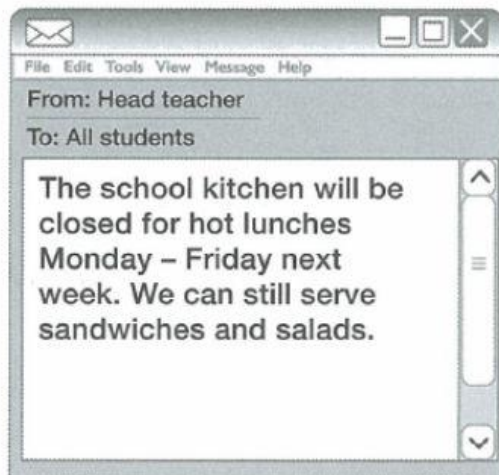 File Edit Tools View Message Help
From: Head teacher
To: All students
The school kitchen will be
closed for hot lunches
Monday – Friday next
week. We can still serve
sandwiches and salads.